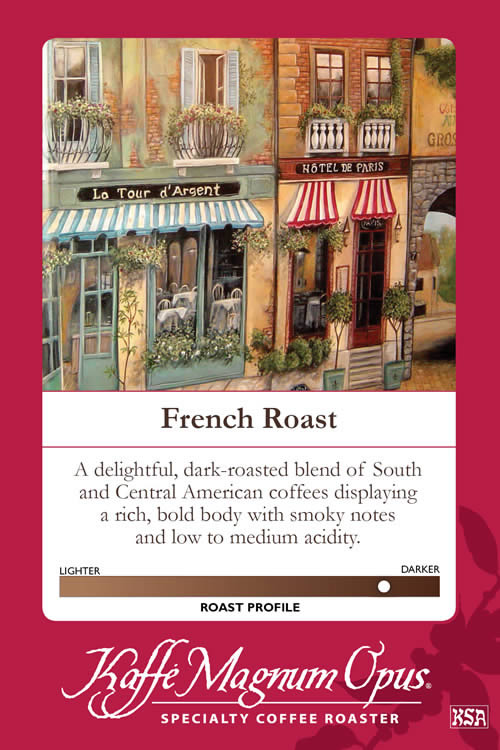 La Tour d'Argent
HÔTEL DE PARIS
GROS
French Roast
A delightful, dark-roasted blend of South
and Central American coffees displaying
a rich, bold body with smoky notes
and low to medium acidity.
LIGHTER
DARKER
ROAST PROFILE
Kaffé Magnum Opus®
SPECIALTY COFFEE ROASTER
KSA